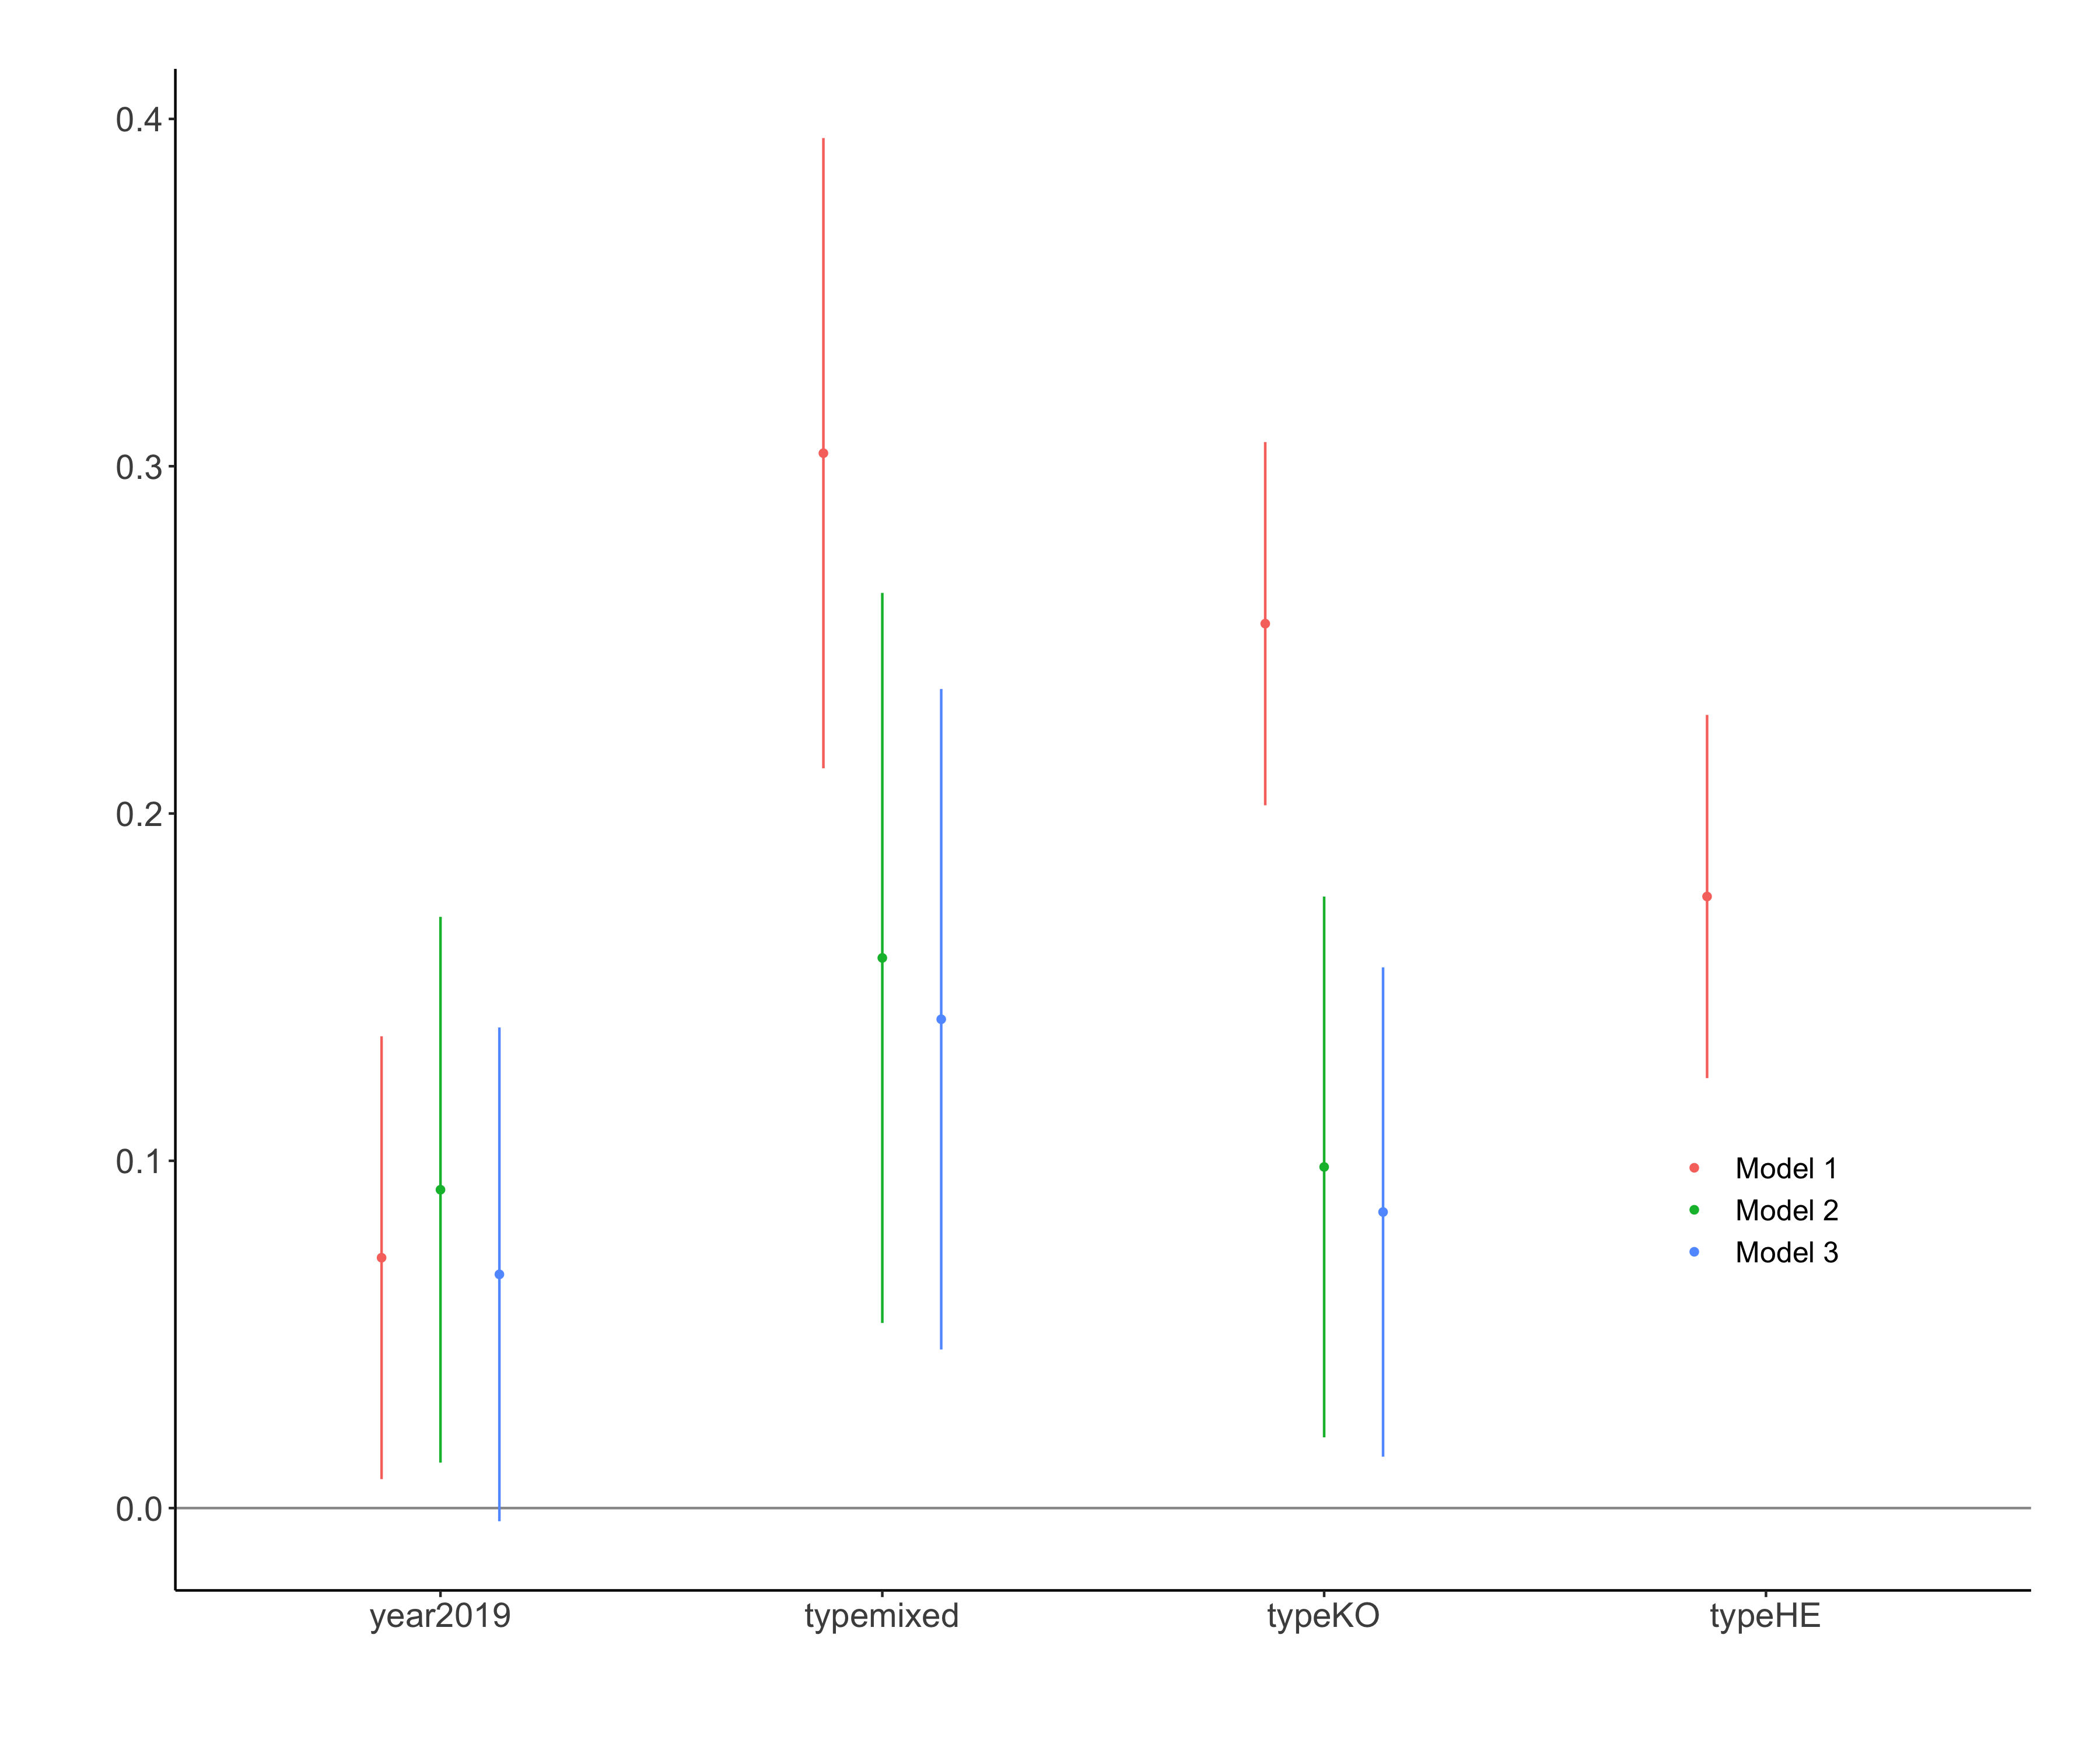 0.4
0.3
0.2
0.1
0.0
Model 1
Model 2
Model 3
year2019 typemixed typeKO typeHE